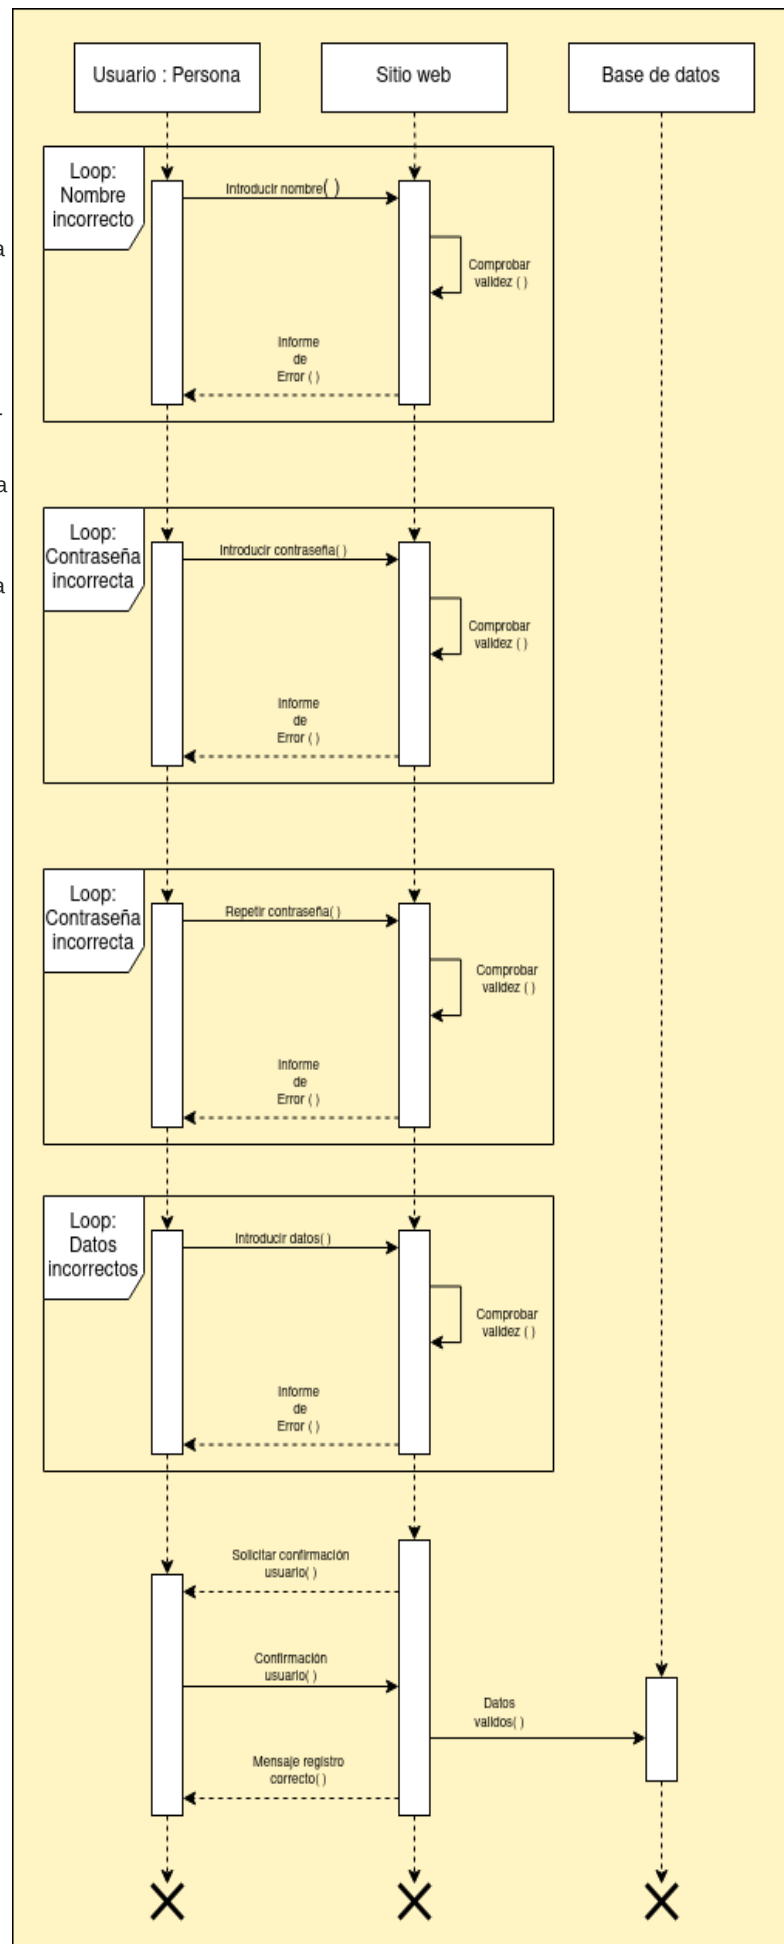 Usuario : Persona
Sitio web
Base de datos
Loop:
Nombre
incorrecto
Introducir nombre( )
a
Comprobar
validez ( )
Informe
de
Error ( )
a
Loop:
Contraseña
incorrecta
Introducir contraseña( )
a
Comprobar
validez ( )
Informe
de
Error ( )
Loop:
Contraseña
incorrecta
Repetir contraseña( )
Comprobar
validez ( )
Informe
de
Error ( )
Loop:
Datos
incorrectos
Introducir datos( )
Comprobar
validez ( )
Informe
de
Error ( )
Solicitar confirmación
usuario( )
Confirmación
usuario( )
Datos
validos( )
Mensaje registro
correcto( )